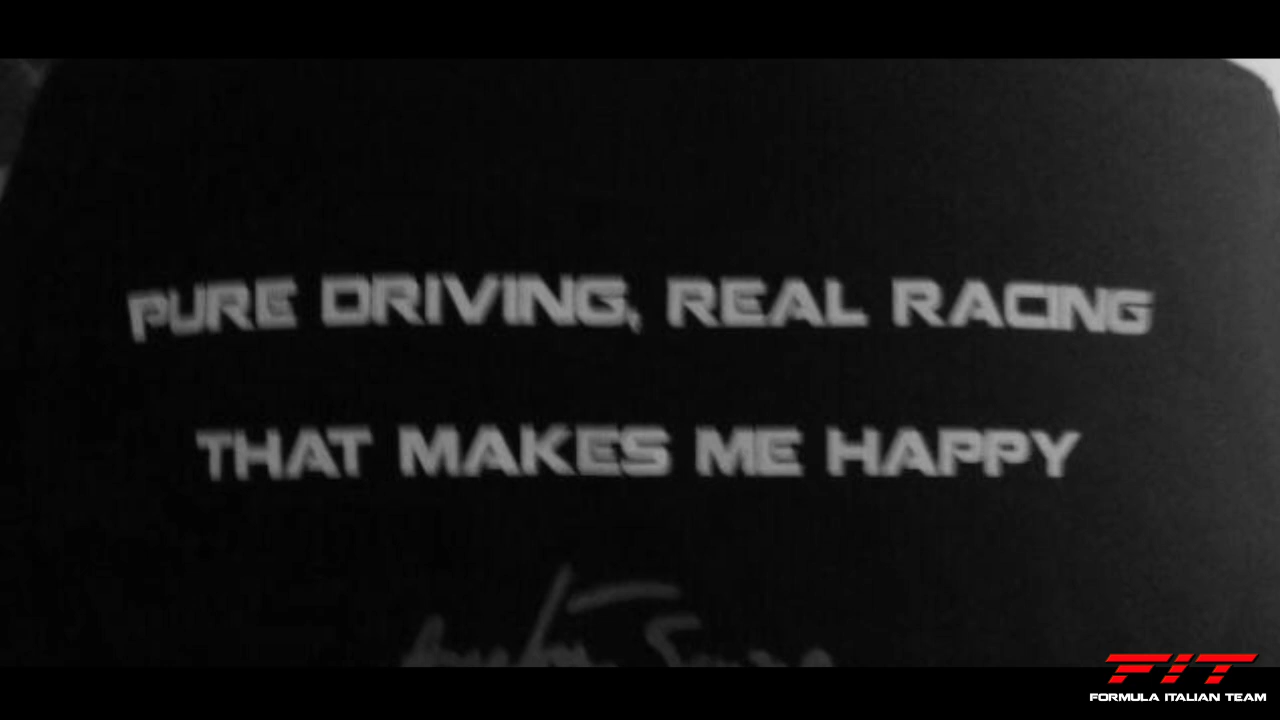 PURE DRIVING, REAL RACING
THAT MAKES ME HAPPY
FIT
FORMULA ITALIAN TEAM